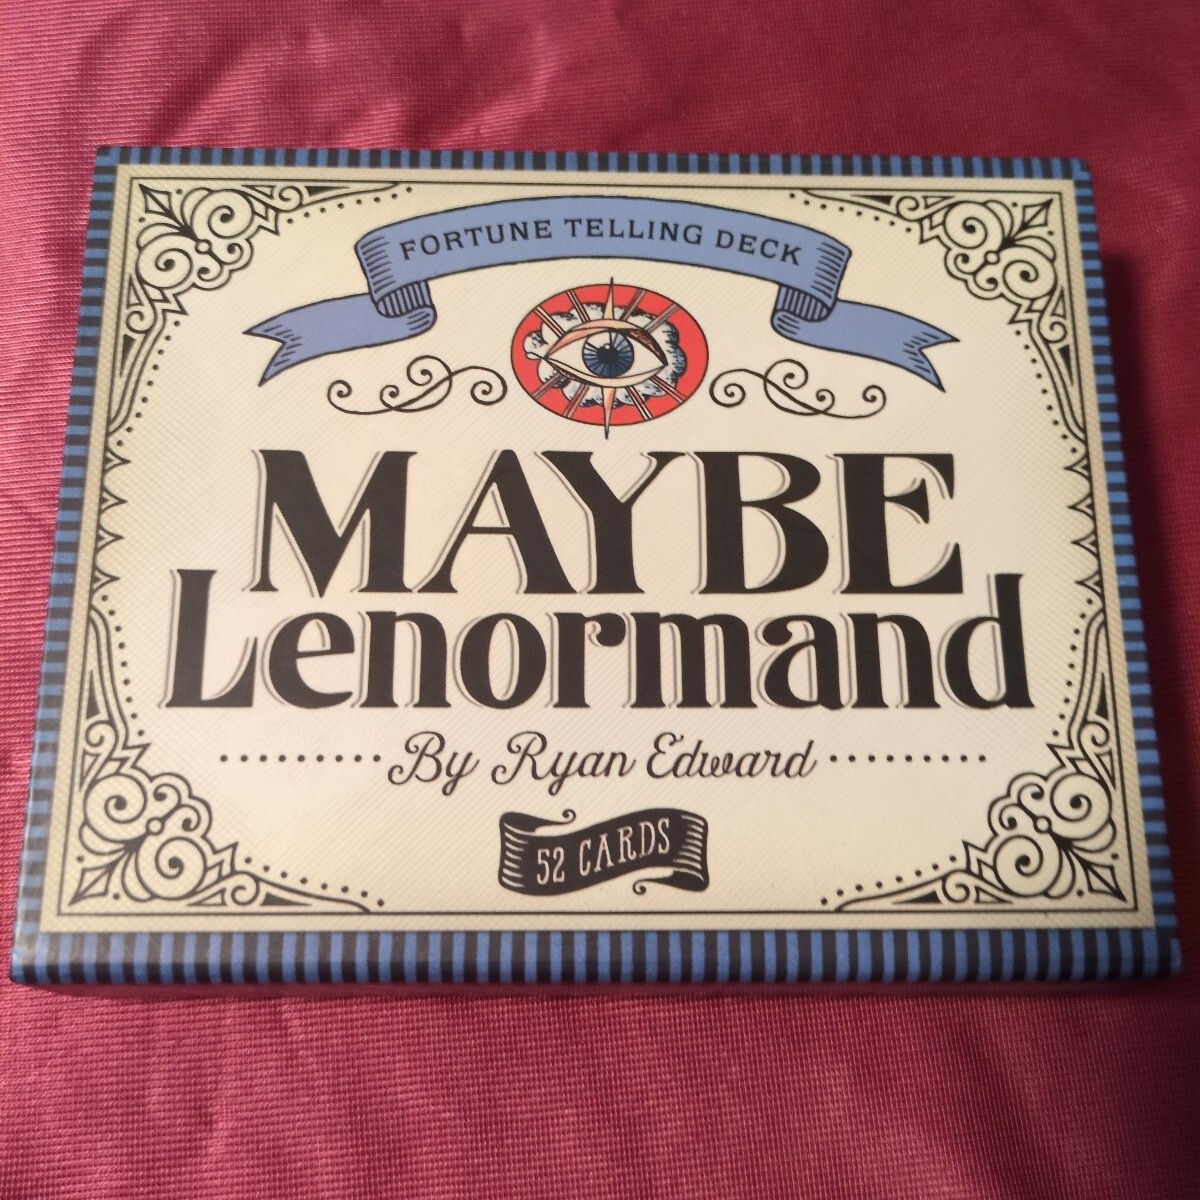 FORTUNE TELLING DECK
MAYBE
Lenormand
By Ryan Edward
52 CARDS